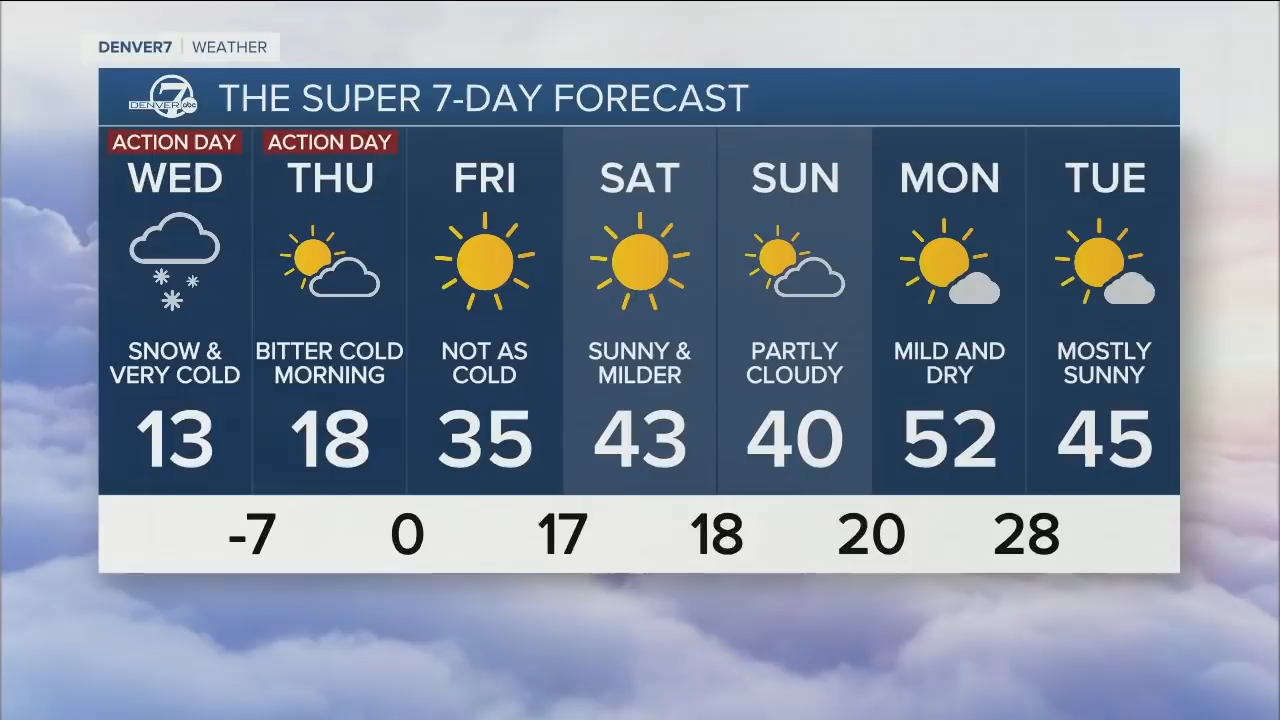 DENVER7 | WEATHER
7
DENVER abc
THE SUPER 7-DAY FORECAST
ACTION DAY ACTION DAY
WED THU FRI SAT SUN MON TUE
SNOW & BITTER COLD NOT AS SUNNY & PARTLY MILD AND MOSTLY
VERY COLD MORNING COLD MILDER CLOUDY DRY SUNNY
13 18 35 43 40 52 45
-7 0 17 18 20 28